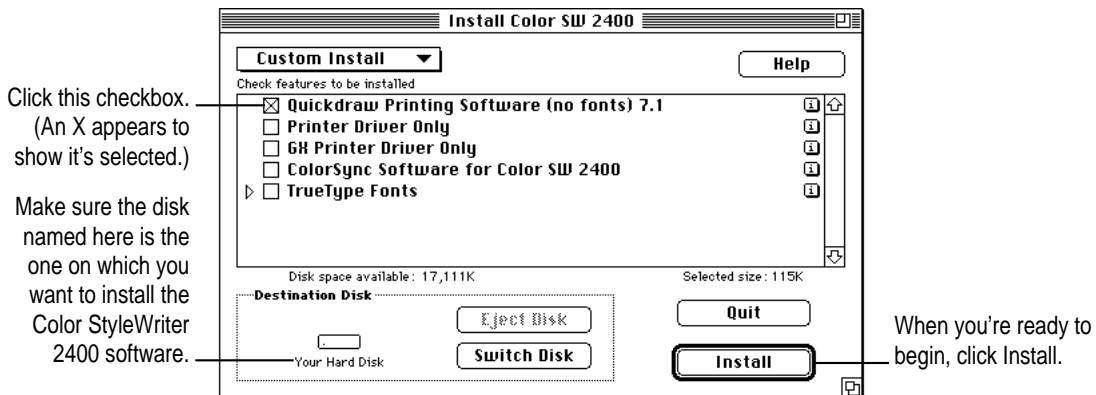 Install Color SW 2400
Custom Install
Help
Check features to be installed
Click this checkbox.
(An X appears to
show it's selected.)
Quickdraw Printing Software (no fonts) 7.1
Printer Driver Only
GX Printer Driver Only
ColorSync Software for Color SW 2400
TrueType Fonts
Make sure the disk
named here is the
one on which you
want to install the
Color StyleWriter
2400 software.
Disk space available: 17,111K
Selected size: 115K
Destination Disk
Eject Disk
Your Hard Disk
Switch Disk
Quit
Install
When you're ready to
begin, click Install.